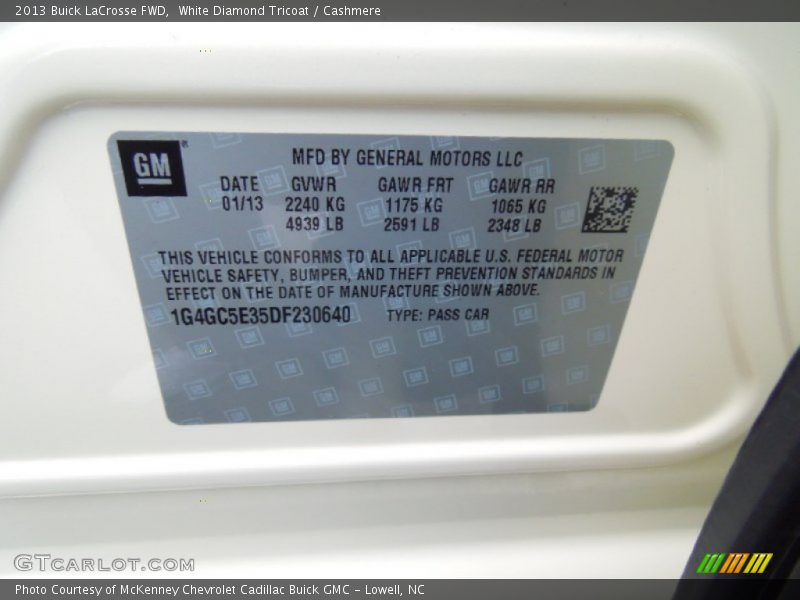 2013 Buick LaCrosse FWD,  White Diamond Tricoat / Cashmere
GM
MFD BY GENERAL MOTORS LLC
DATE GVWR GAWR FRT GAWR RR
01/13 2240 KG 1175 KG 1065 KG
4939 LB 2591 LB 2348 LB
THIS VEHICLE CONFORMS TO ALL APPLICABLE U.S. FEDERAL MOTOR
VEHICLE SAFETY, BUMPER, AND THEFT PREVENTION STANDARDS IN
EFFECT ON THE DATE OF MANUFACTURE SHOWN ABOVE.
1G4GC5E35DF230640 TYPE: PASS CAR
GTCarLot.com
Photo Courtesy of McKenney Chevrolet Cadillac Buick GMC - Lowell, NC